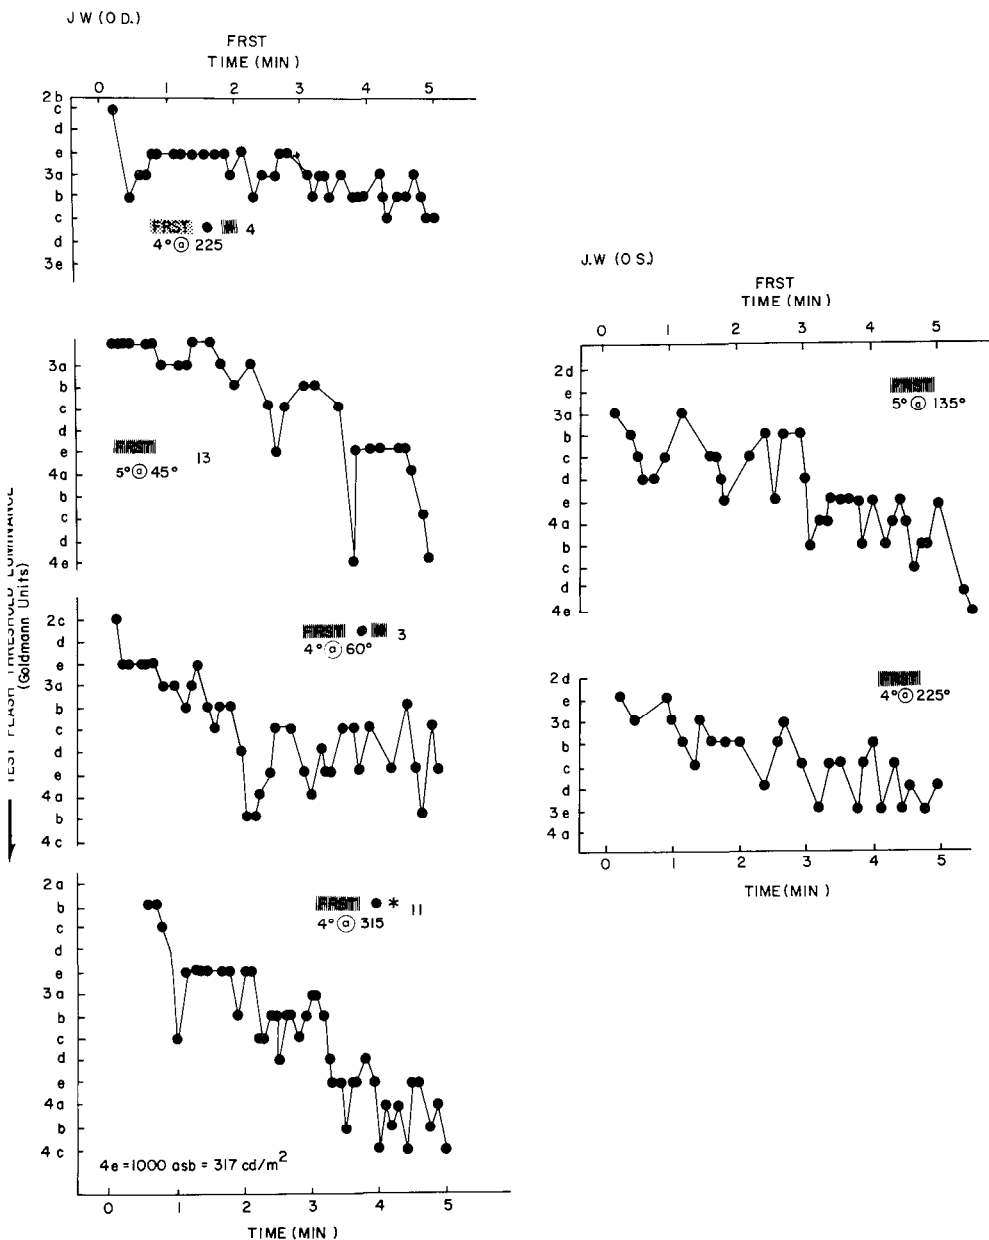 J W (O D.)
FRST
TIME (MIN)
0 1 2 3 4 5
2b
c
d
e
3a
b
c
d
3e
FRST 4
4° @ 225
3a
b
c
d
e
4a
b
c
d
4e
FRST 13
5° @ 45°
TEST FLASH THRESHOLD LUMINANCE
(Goldmann Units)
2c
d
e
3a
b
c
d
e
4a
b
4c
FRST 3
4° @ 60°
2a
b
c
d
e
3a
b
c
d
e
4a
b
4c
FRST * 11
4° @ 315
4e = 1000 asb = 317 cd/m²
0 1 2 3 4 5
TIME (MIN)
J.W (O S.)
FRST
TIME (MIN)
0 1 2 3 4 5
2d
e
3a
b
c
d
e
4a
b
c
d
4e
FRST
5° @ 135°
2d
e
3a
b
c
d
3e
4a
FRST
4° @ 225°
0 1 2 3 4 5
TIME (MIN)